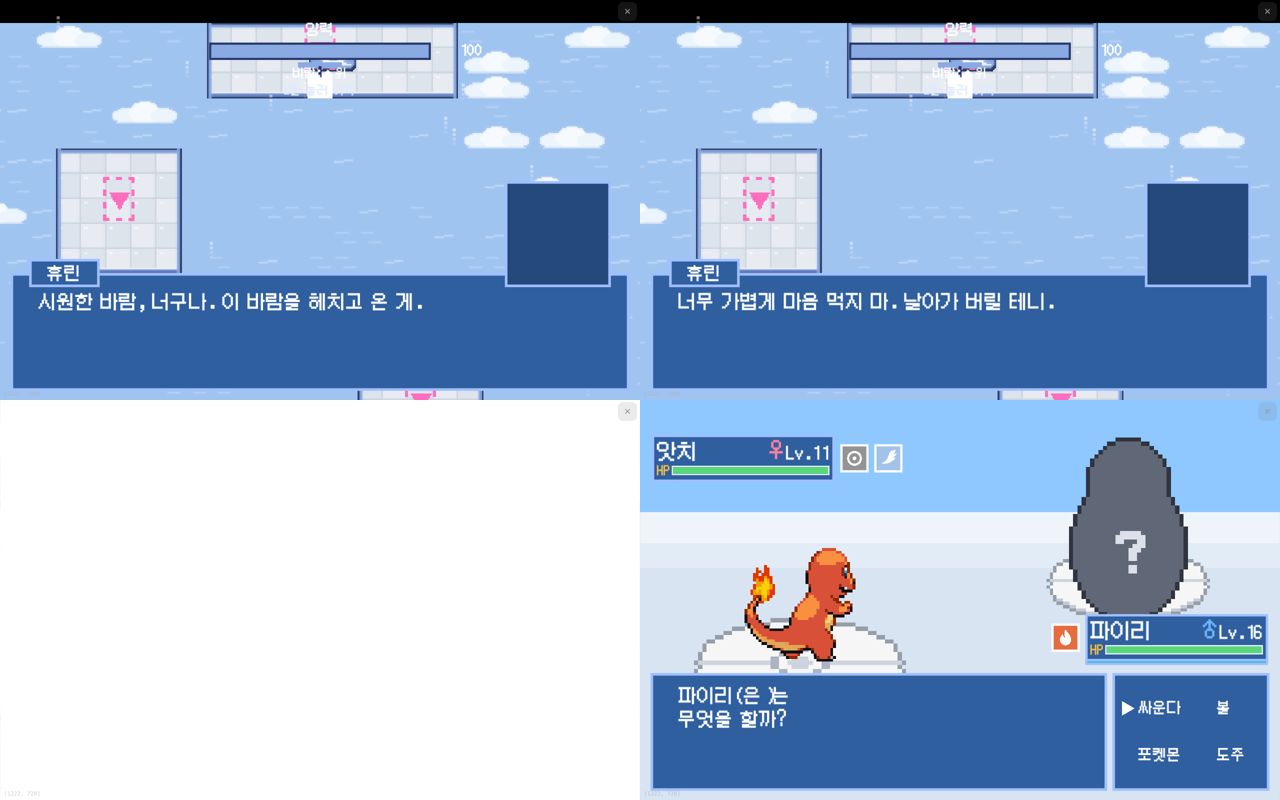 압력
100
휴린
시원한 바람, 너구나. 이 바람을 헤치고 온 게.
압력
100
휴린
너무 가볍게 마음 먹지 마. 날아가 버릴 테니.
앗치 ♀ Lv.11
HP
?
파이리 ♂ Lv.16
HP
파이리(은)는
무엇을 할까?
▶싸운다 볼
포켓몬 도주